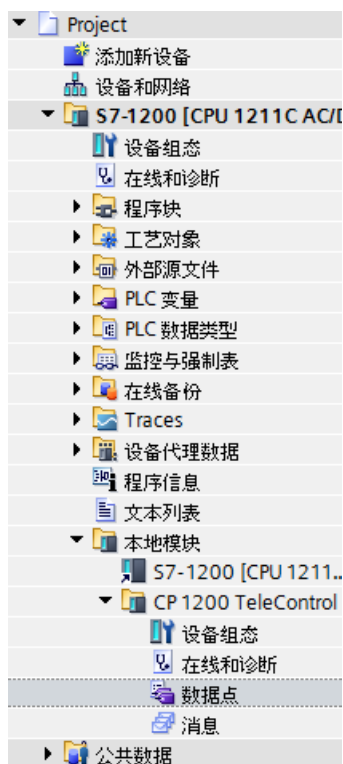 Project
添加新设备
设备和网络
S7-1200 [CPU 1211C AC/D
设备组态
在线和诊断
程序块
工艺对象
外部源文件
PLC 变量
PLC 数据类型
监控与强制表
在线备份
Traces
设备代理数据
程序信息
文本列表
本地模块
S7-1200 [CPU 1211...
CP 1200 TeleControl
设备组态
在线和诊断
数据点
消息
公共数据